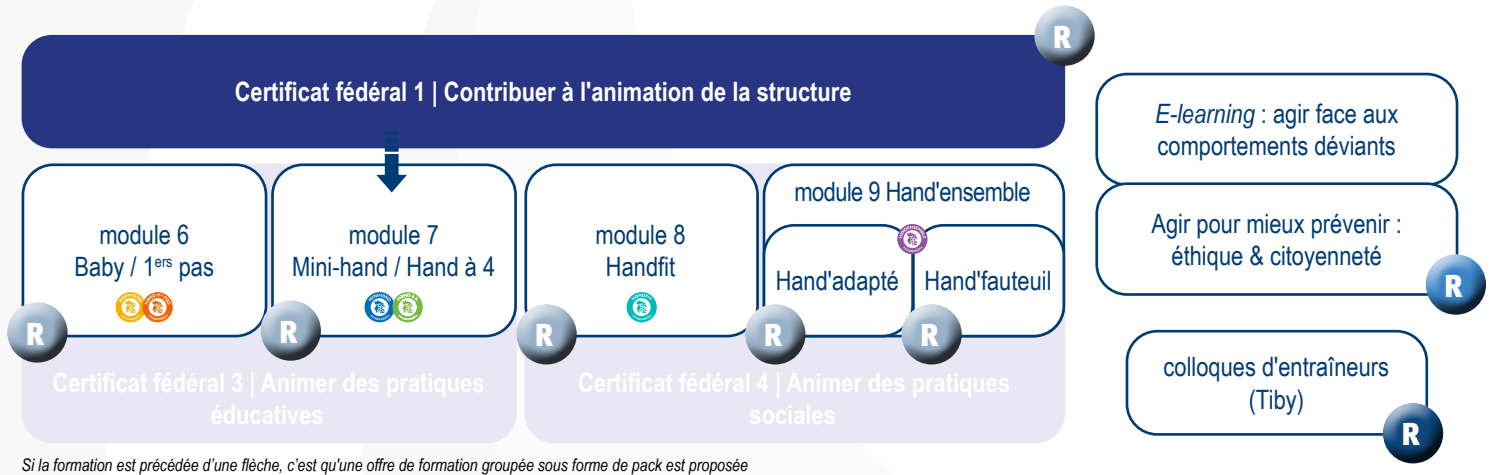 R
Certificat fédéral 1 | Contribuer à l'animation de la structure
module 6
Baby / 1ers pas
R
module 7
Mini-hand / Hand à 4
R
module 8
Handfit
R
module 9 Hand'ensemble
Hand'adapté
R
Hand'fauteuil
R
Certificat fédéral 3 | Animer des pratiques
éducatives
Certificat fédéral 4 | Animer des pratiques
sociales
E-learning : agir face aux
comportements déviants
Agir pour mieux prévenir :
éthique & citoyenneté
R
colloques d'entraîneurs
(Tiby)
R
Si la formation est précédée d'une flèche, c'est qu'une offre de formation groupée sous forme de pack est proposée